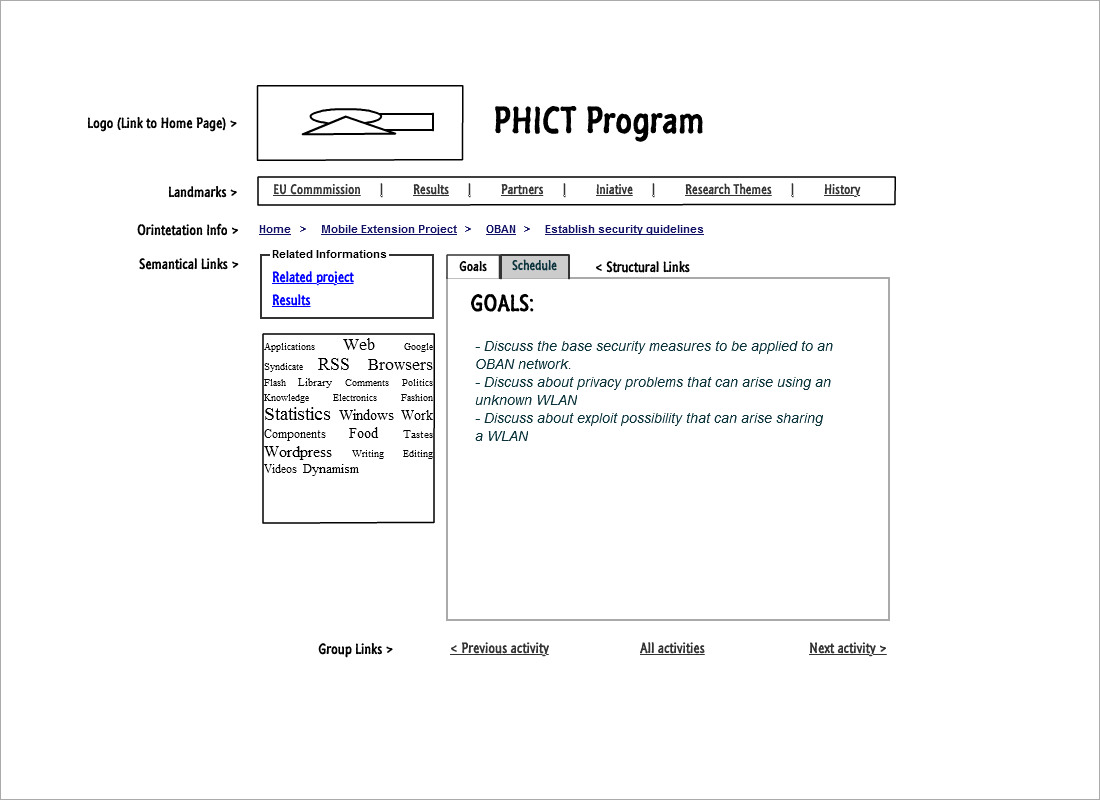 Logo (Link to Home Page) >
PHICT Program
Landmarks >
EU Commmission | Results | Partners | Iniative | Research Themes | History
Orintetation Info >
Home > Mobile Extension Project > OBAN > Establish security guidelines
Semantical Links >
Related Informations
Related project
Results
Goals Schedule < Structural Links
GOALS:
- Discuss the base security measures to be applied to an
OBAN network.
- Discuss about privacy problems that can arise using an
unknown WLAN
- Discuss about exploit possibility that can arise sharing
a WLAN
Applications Web Google
Syndicate RSS Browsers
Flash Library Comments Politics
Knowledge Electronics Fashion
Statistics Windows Work
Components Food Tastes
Wordpress Writing Editing
Videos Dynamism
Group Links >
< Previous activity All activities Next activity >